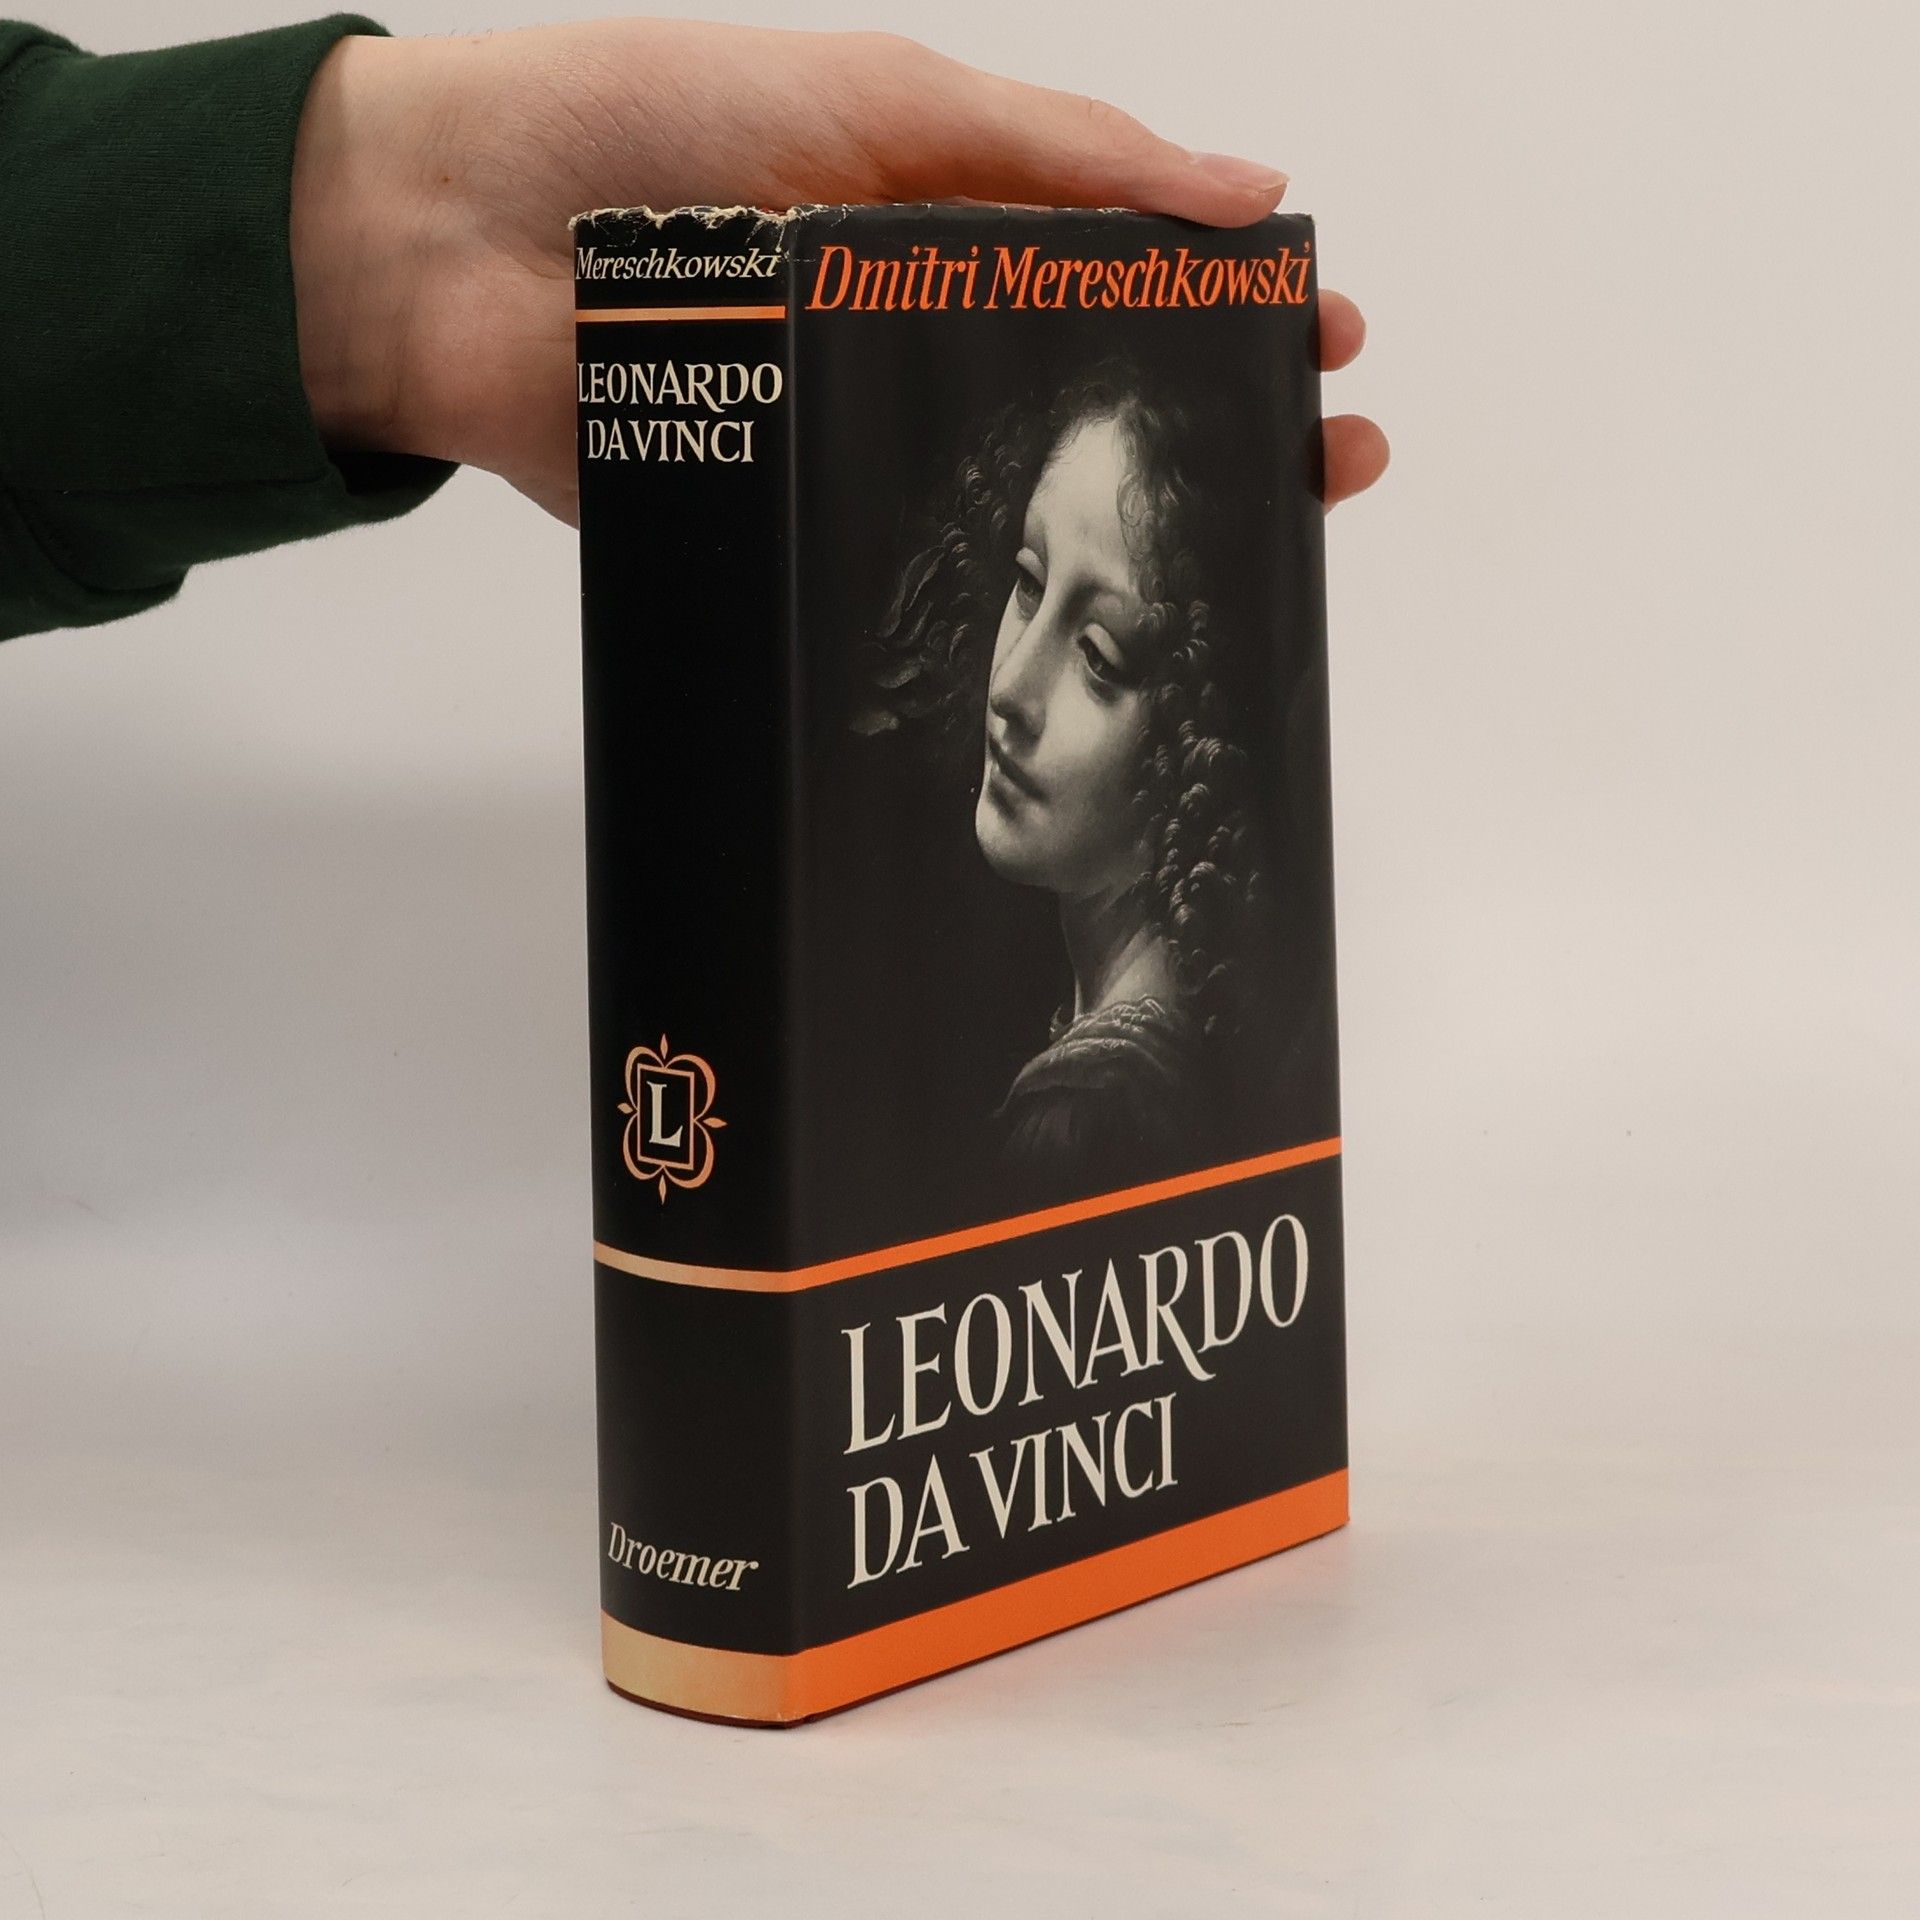 Mereschkowski
LEONARDO
DA VINCI
L
Droemer
Dmitri Mereschkowski
LEONARDO
DA VINCI